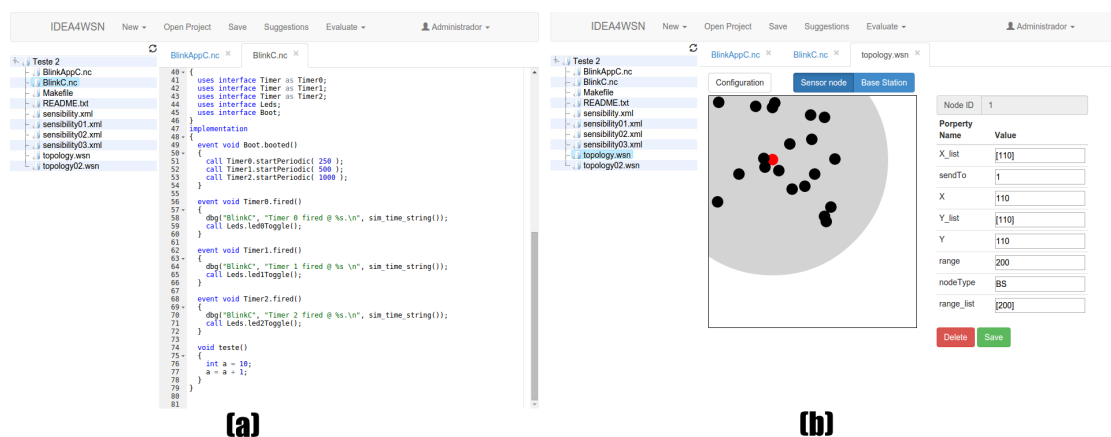 IDEA4WSN New Open Project Save Suggestions Evaluate Administrador
Teste 2
BlinkAppC.nc
BlinkC.nc
Makefile
README.txt
sensibility.xml
sensibility01.xml
sensibility02.xml
sensibility03.xml
topology.wsn
topology02.wsn
BlinkAppC.nc × BlinkC.nc ×
40 {
41 uses interface Timer as Timer0;
42 uses interface Timer as Timer1;
43 uses interface Timer as Timer2;
44 uses interface Leds;
45 uses interface Boot;
46 }
47 implementation
48 {
49 event void Boot.booted()
50 {
51 call Timer0.startPeriodic( 250 );
52 call Timer1.startPeriodic( 500 );
53 call Timer2.startPeriodic( 1000 );
54 }
55
56 event void Timer0.fired()
57 {
58 dbg("BlinkC", "Timer 0 fired @ %s.\n", sim_time_string());
59 call Leds.led0Toggle();
60 }
61
62 event void Timer1.fired()
63 {
64 dbg("BlinkC", "Timer 1 fired @ %s \n", sim_time_string());
65 call Leds.led1Toggle();
66 }
67
68 event void Timer2.fired()
69 {
70 dbg("BlinkC", "Timer 2 fired @ %s.\n", sim_time_string());
71 call Leds.led2Toggle();
72 }
73
74 void teste()
75 {
76 int a = 10;
77 a = a + 1;
78 }
79 }
80
81
(a)
IDEA4WSN New Open Project Save Suggestions Evaluate Administrador
Teste 2
BlinkAppC.nc
BlinkC.nc
Makefile
README.txt
sensibility.xml
sensibility01.xml
sensibility02.xml
sensibility03.xml
topology.wsn
topology02.wsn
BlinkAppC.nc × BlinkC.nc × topology.wsn ×
Configuration Sensor node Base Station
Node ID 1
Porperty
Name Value
X_list [110]
sendTo 1
X 110
Y_list [110]
Y 110
range 200
nodeType BS
range_list [200]
Delete Save
(b)